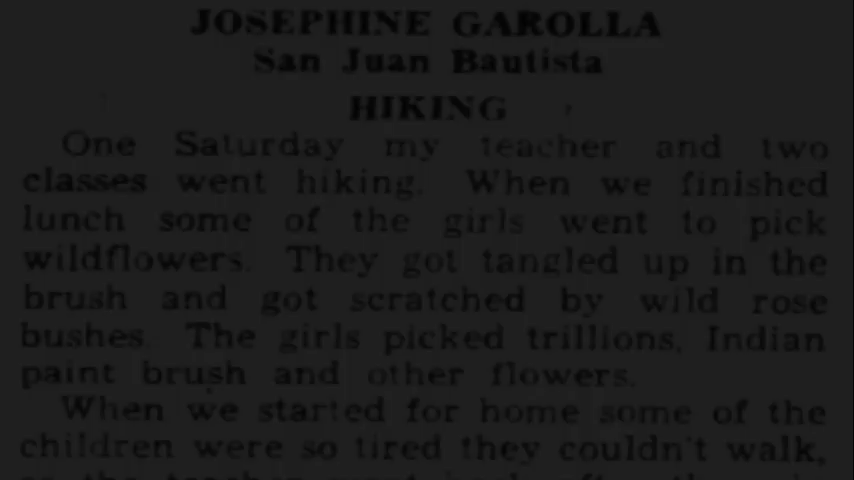 JOSEPHINE GAROLLA
San Juan Bautista
HIKING
One Saturday my teacher and two
classes went hiking. When we finished
lunch some of the girls went to pick
wildflowers. They got tangled up in the
brush and got scratched by wild rose
bushes. The girls picked trillions, Indian
paint brush and other flowers.
When we started for home some of the
children were so tired they couldn't walk,